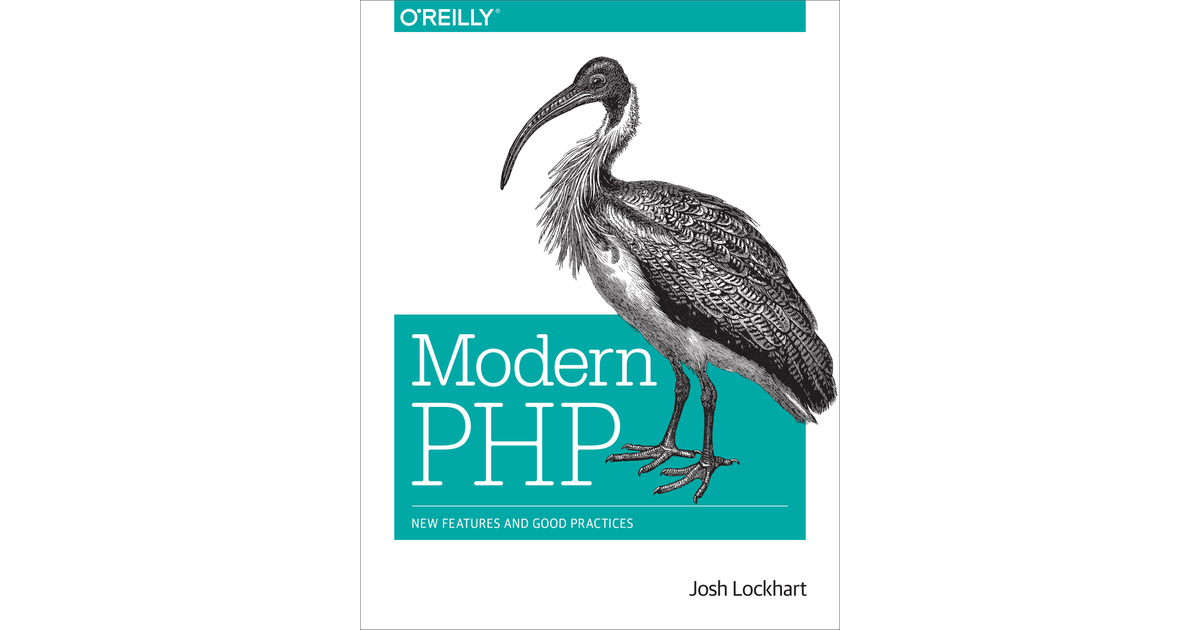 O'REILLY®
Modern
PHP
NEW FEATURES AND GOOD PRACTICES
Josh Lockhart